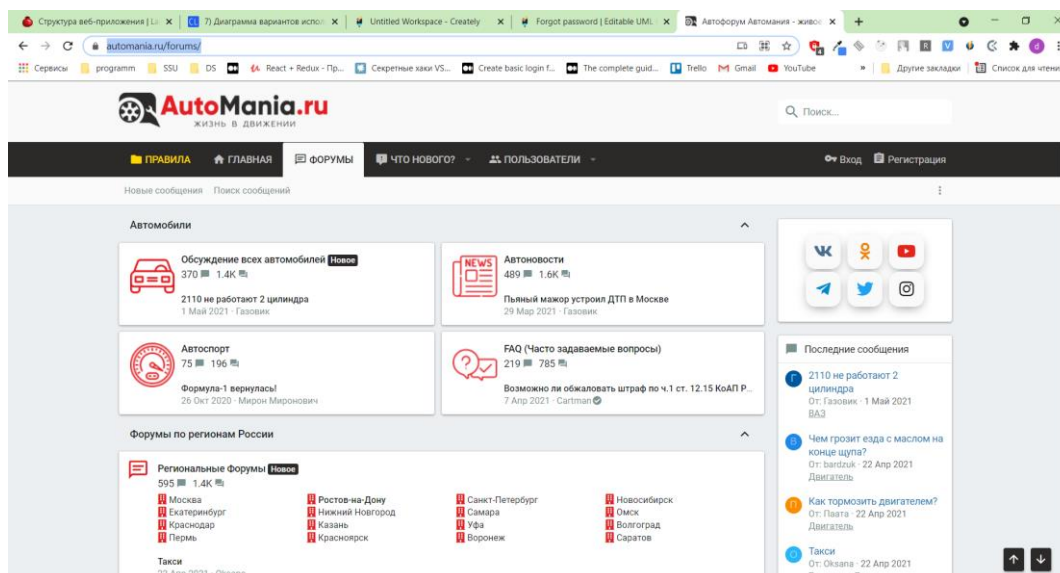 Структура веб-приложения | La
7) Диаграмма вариантов испол
Untitled Workspace - Creately
Forgot password | Editable UML
Автофорум Автомания - живое
automania.ru/forums/
Сервисы programm SSU DS React + Redux - Пр... Секретные хаки VS... Create basic login f... The complete guid... Trello Gmail YouTube » Другие закладки Список для чтения
AutoMania.ru
ЖИЗНЬ В ДВИЖЕНИИ
Поиск...
ПРАВИЛА ГЛАВНАЯ ФОРУМЫ ЧТО НОВОГО? ПОЛЬЗОВАТЕЛИ Вход Регистрация
Новые сообщения Поиск сообщений
Автомобили
Обсуждение всех автомобилей Новое
370 1.4K
2110 не работают 2 цилиндра
1 Май 2021 · Газовик
NEWS
Автоновости
489 1.6K
Пьяный мажор устроил ДТП в Москве
29 Мар 2021 · Газовик
Автоспорт
75 196
Формула-1 вернулась!
26 Окт 2020 · Мирон Миронович
FAQ (Часто задаваемые вопросы)
219 785
Возможно ли обжаловать штраф по ч.1 ст. 12.15 КоАП Р...
7 Апр 2021 · Cartman
Форумы по регионам России
Региональные форумы Новое
595 1.4K
Москва Ростов-на-Дону Санкт-Петербург Новосибирск
Екатеринбург Нижний Новгород Самара Омск
Краснодар Казань Уфа Волгоград
Пермь Красноярск Воронеж Саратов
Такси
Последние сообщения
Г
2110 не работают 2
цилиндра
От: Газовик · 1 Май 2021
ВАЗ
B
Чем грозит езда с маслом на
конце щупа?
От: bardzuk · 22 Апр 2021
Двигатель
П
Как тормозить двигателем?
От: Паата · 22 Апр 2021
Двигатель
O
Такси
От: Oksana · 22 Апр 2021